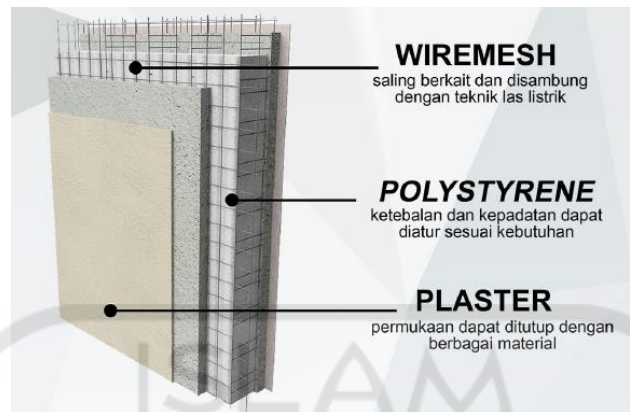 WIREMESH
saling berkait dan disambung
dengan teknik las listrik
POLYSTYRENE
ketebalan dan kepadatan dapat
diatur sesuai kebutuhan
PLASTER
permukaan dapat ditutup dengan
berbagai material
ISLAM